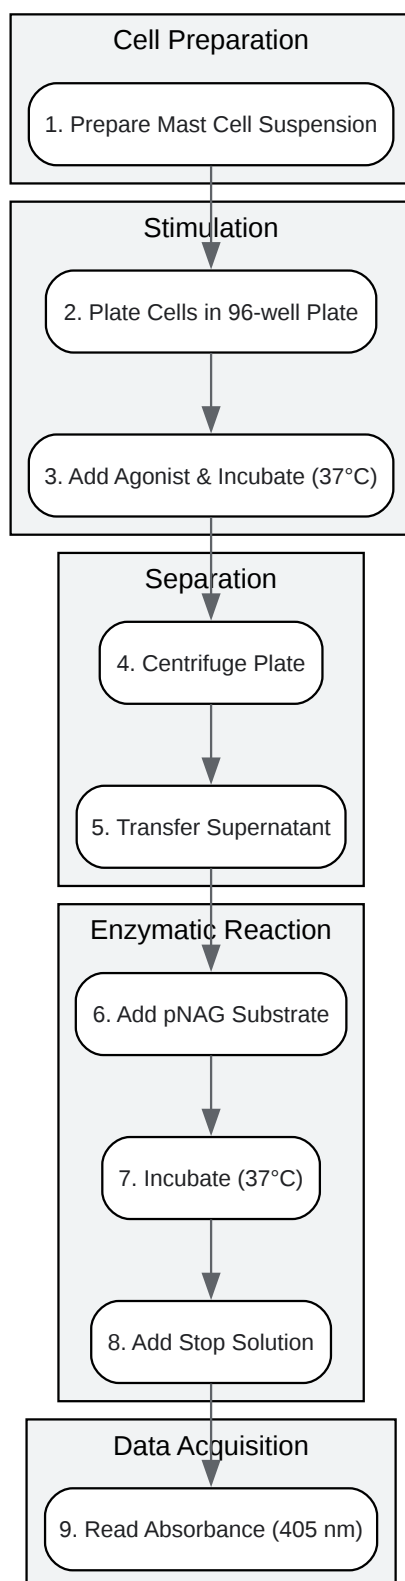 Cell Preparation
1. Prepare Mast Cell Suspension
Stimulation
2. Plate Cells in 96-well Plate
3. Add Agonist & Incubate (37°C)
Separation
4. Centrifuge Plate
5. Transfer Supernatant
Enzymatic Reaction
6. Add pNAG Substrate
7. Incubate (37°C)
8. Add Stop Solution
Data Acquisition
9. Read Absorbance (405 nm)